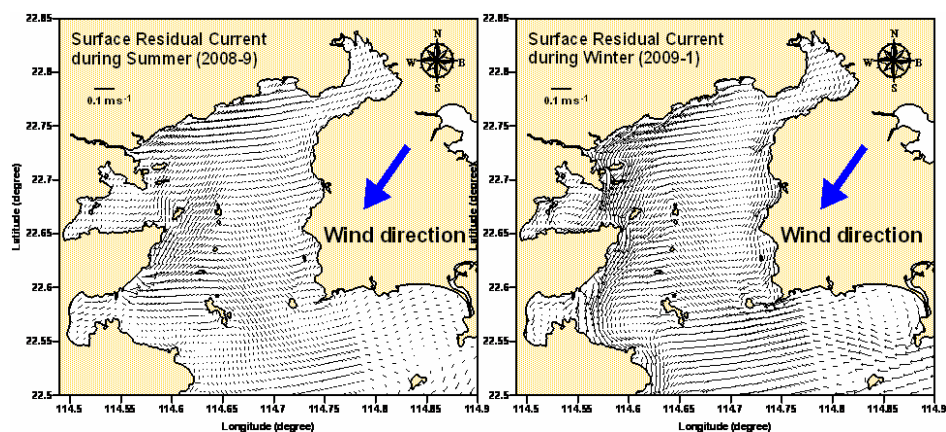 Surface Residual Current
during Summer (2008-9)
0.1 ms-1
N
W
E
S
Wind direction
22.85
22.8
22.75
22.7
22.65
22.6
22.55
22.5
Latitude (degree)
114.5
114.55
114.6
114.65
114.7
114.75
114.8
114.85
114.9
Longitude (degree)
Surface Residual Current
during Winter (2009-1)
0.1 ms-1
N
W
E
S
Wind direction
22.85
22.8
22.75
22.7
22.65
22.6
22.55
22.5
Latitude (degree)
114.5
114.55
114.6
114.65
114.7
114.75
114.8
114.85
114.9
Longitude (degree)